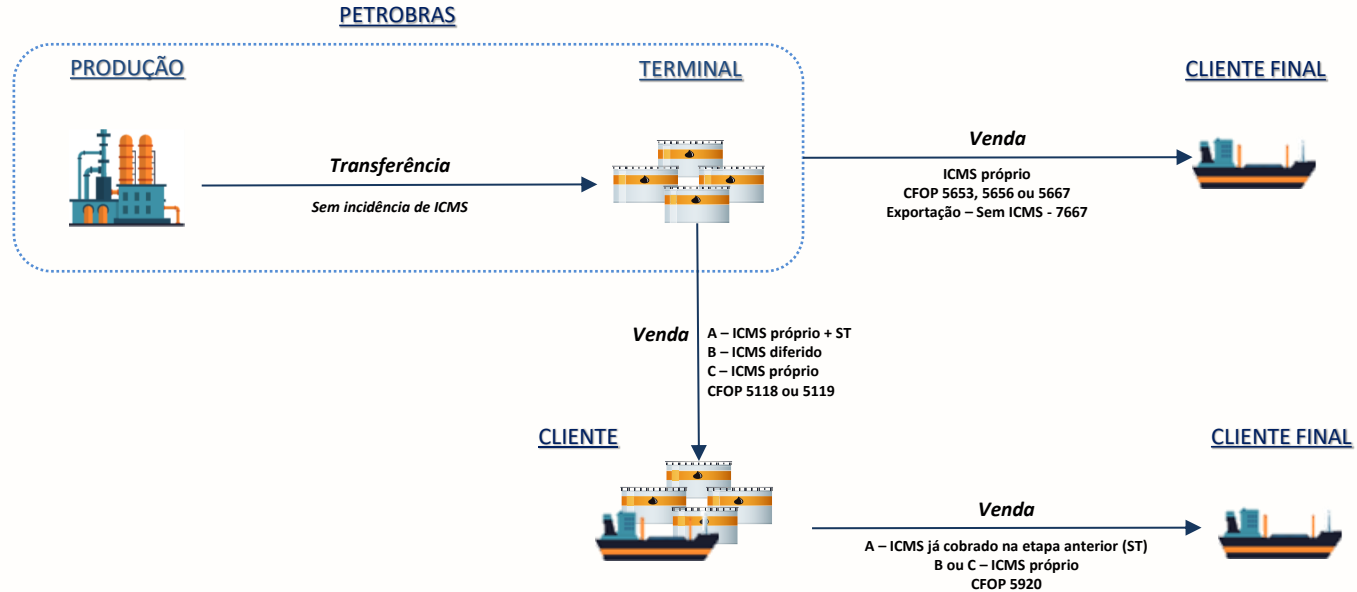 PETROBRAS
PRODUÇÃO
TERMINAL
CLIENTE FINAL
Transferência
Sem incidência de ICMS
Venda
ICMS próprio
CFOP 5653, 5656 ou 5667
Exportação – Sem ICMS - 7667
Venda
A – ICMS próprio + ST
B – ICMS diferido
C – ICMS próprio
CFOP 5118 ou 5119
CLIENTE
CLIENTE FINAL
Venda
A – ICMS já cobrado na etapa anterior (ST)
B ou C – ICMS próprio
CFOP 5920